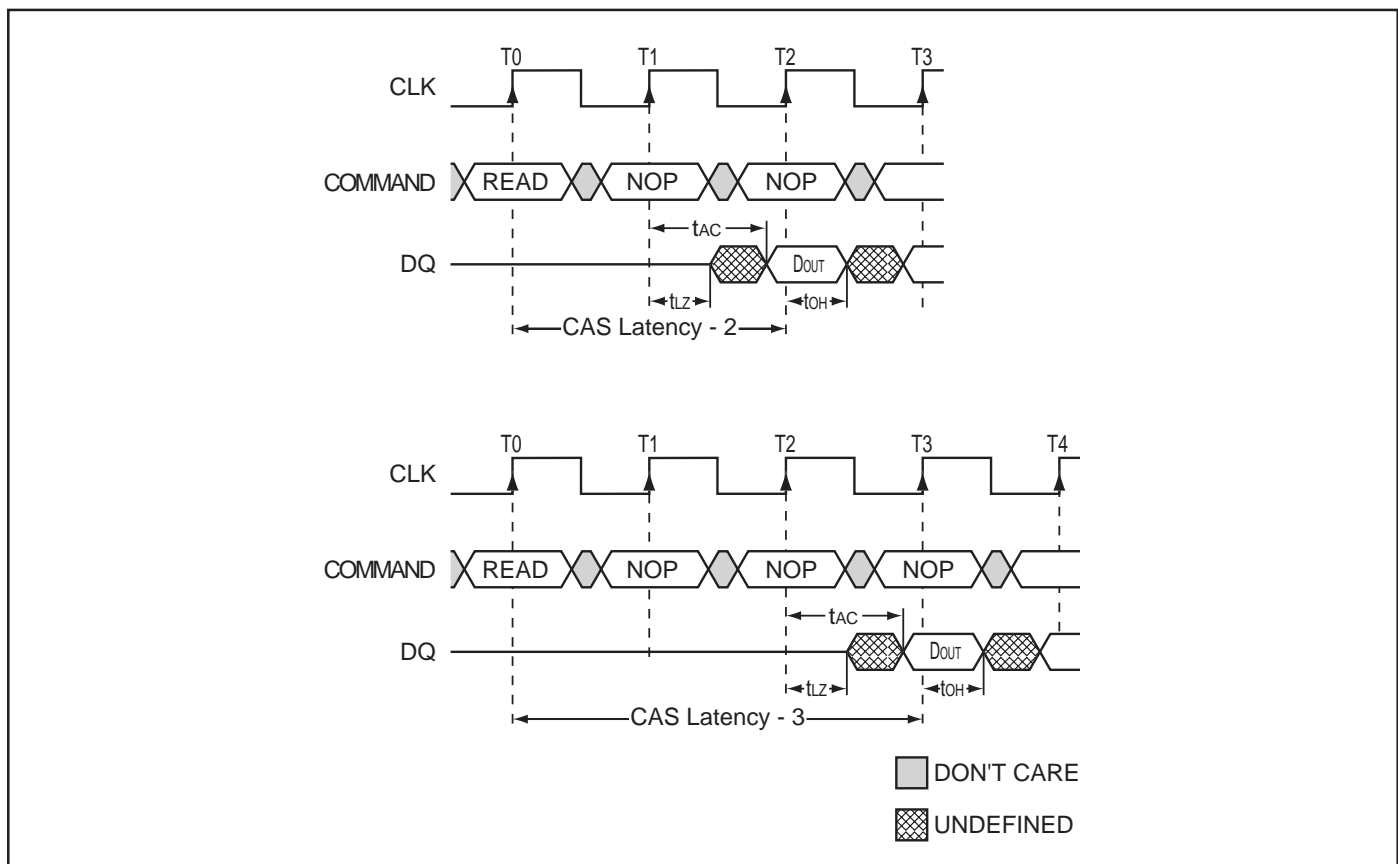 T0 T1 T2 T3
CLK
COMMAND READ NOP NOP
tAC
DQ DOUT
tLZ tOH
CAS Latency - 2
T0 T1 T2 T3 T4
CLK
COMMAND READ NOP NOP NOP
tAC
DQ DOUT
tLZ tOH
CAS Latency - 3
DON'T CARE
UNDEFINED